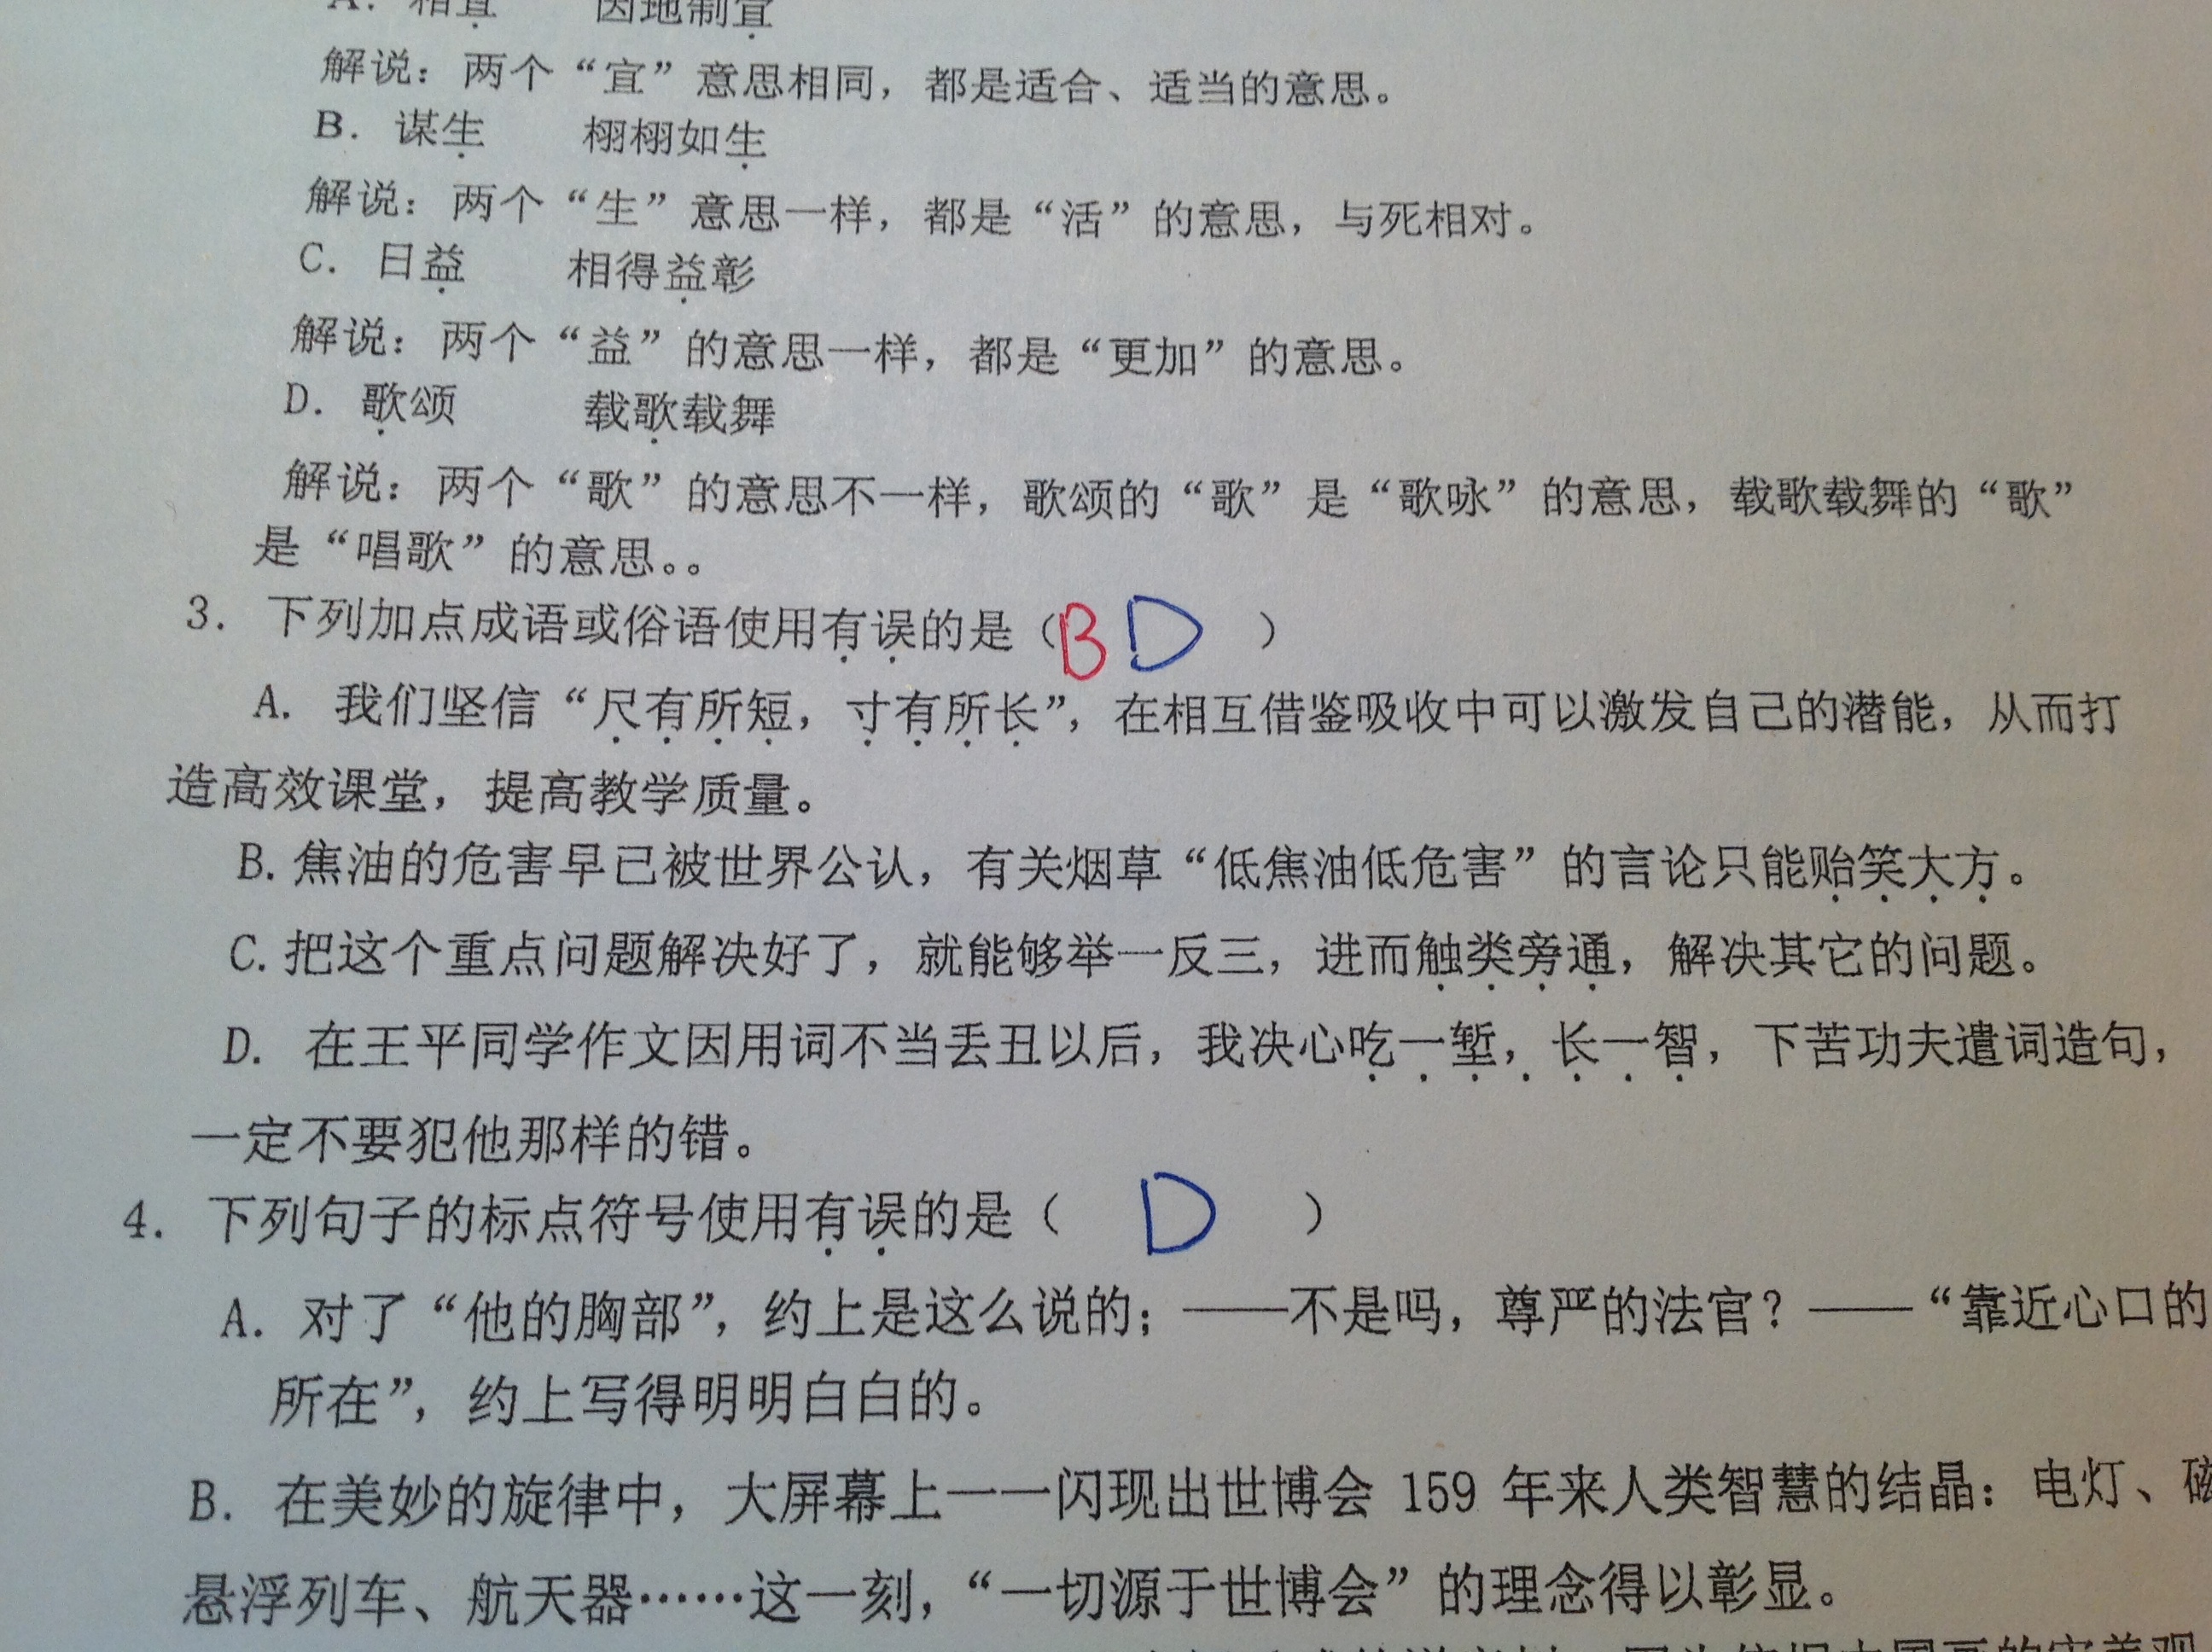 A. 相宜 因地制宜
解说：两个“宜”意思相同，都是适合、适当的意思。
B. 谋生 栩栩如生
解说：两个“生”意思一样，都是“活”的意思，与死相对。
C. 日益 相得益彰
解说：两个“益”的意思一样，都是“更加”的意思。
D. 歌颂 载歌载舞
解说：两个“歌”的意思不一样，歌颂的“歌”是“歌咏”的意思，载歌载舞的“歌”
是“唱歌”的意思。。
3. 下列加点成语或俗语使用有误的是（B D ）
A. 我们坚信“尺有所短，寸有所长”，在相互借鉴吸收中可以激发自己的潜能，从而打
造高效课堂，提高教学质量。
B. 焦油的危害早已被世界公认，有关烟草“低焦油低危害”的言论只能贻笑大方。
C. 把这个重点问题解决好了，就能够举一反三，进而触类旁通，解决其它的问题。
D. 在王平同学作文因用词不当丢丑以后，我决心吃一堑，长一智，下苦功夫遣词造句，
一定不要犯他那样的错。
4. 下列句子的标点符号使用有误的是（ D ）
A. 对了“他的胸部”，约上是这么说的；——不是吗，尊严的法官？——“靠近心口的
所在”，约上写得明明白白的。
B. 在美妙的旋律中，大屏幕上一一闪现出世博会 159 年来人类智慧的结晶：电灯、磁
悬浮列车、航天器……这一刻，“一切源于世博会”的理念得以彰显。